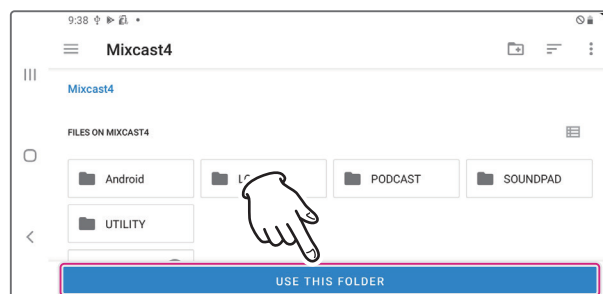 9:38
Mixcast4
Mixcast4
FILES ON MIXCAST4
Android
PODCAST
SOUNDPAD
UTILITY
USE THIS FOLDER